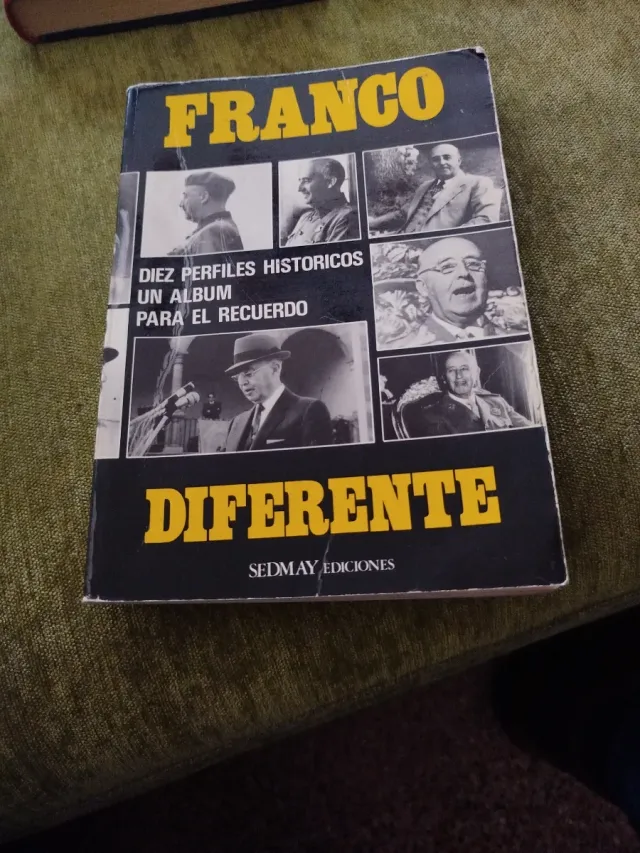 FRANCO
DIEZ PERFILES HISTORICOS
UN ALBUM
PARA EL RECUERDO
DIFERENTE
SEDMAY EDICIONES